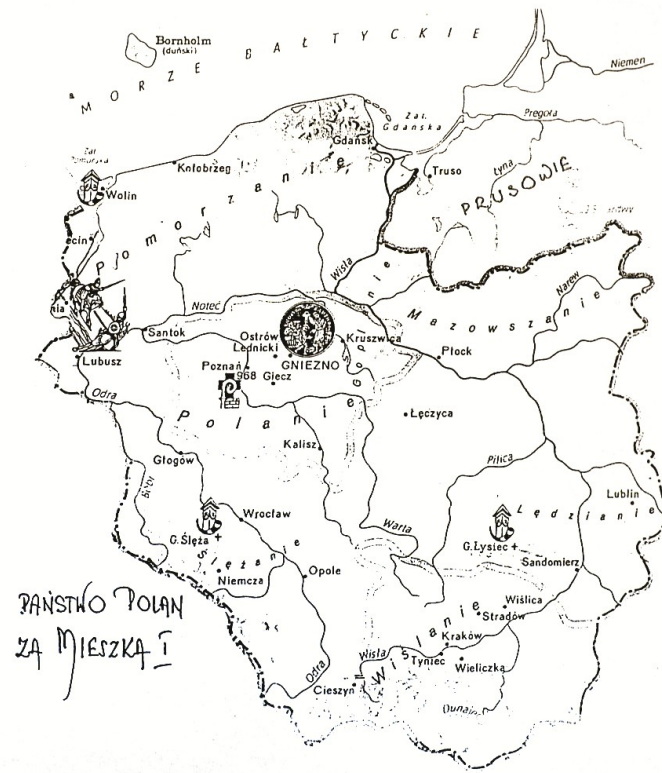 Bornholm
(duński)
MORZE BAŁTYCKIE
Niemen
Zat.
Gdańska
Pregoła
Gdańsk
Truso
Łyna
PRUSOWIE
Kołobrzeg
Wolin
Pomorzanie
cin
Wisła
Noteć
Mazowszanie
Narew
Santok
Ostrów
Lednicki
GNIEZNO
Kruszwica
Goplanie
Płock
Lubusz
Poznań
968
Giecz
Odra
Polanie
Łęczyca
Kalisz
Głogów
Pilica
Lublin
Wrocław
Lędzianie
G.Ślęża
Warta
G.Łysiec
Ślężanie
Niemcza
Opole
Sandomierz
PAŃSTWO POLAN
ZA MIESZKA I
Wiślica
Stradów
Wiślanie
Kraków
Wisła
Tyniec
Wieliczka
Odra
Cieszyn